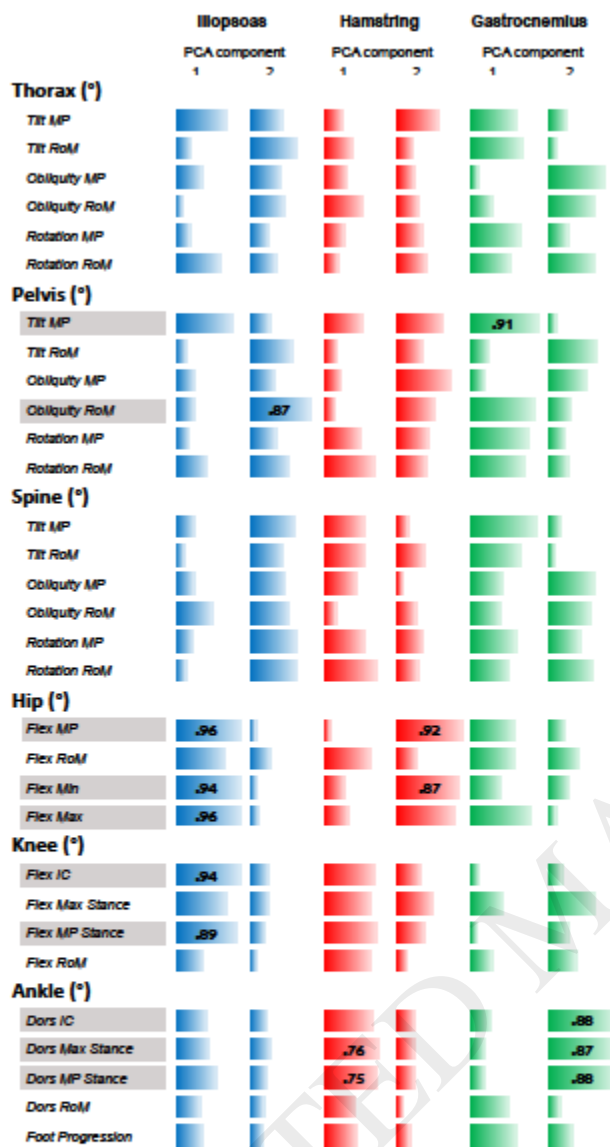 Iliopsoas Hamstring Gastrocnemius
PCA component PCA component PCA component
1 2 1 2 1 2
Thorax (°)
Tilt MP
Tilt RoM
Obliquity MP
Obliquity RoM
Rotation MP
Rotation RoM
Pelvis (°)
Tilt MP .91
Tilt RoM
Obliquity MP
Obliquity RoM .87
Rotation MP
Rotation RoM
Spine (°)
Tilt MP
Tilt RoM
Obliquity MP
Obliquity RoM
Rotation MP
Rotation RoM
Hip (°)
Flex MP .96 .92
Flex RoM
Flex Min .94 .87
Flex Max .96
Knee (°)
Flex IC .94
Flex Max Stance
Flex MP Stance .89
Flex RoM
Ankle (°)
Dors IC .88
Dors Max Stance .76 .87
Dors MP Stance .75 .88
Dors RoM
Foot Progression
TED MA